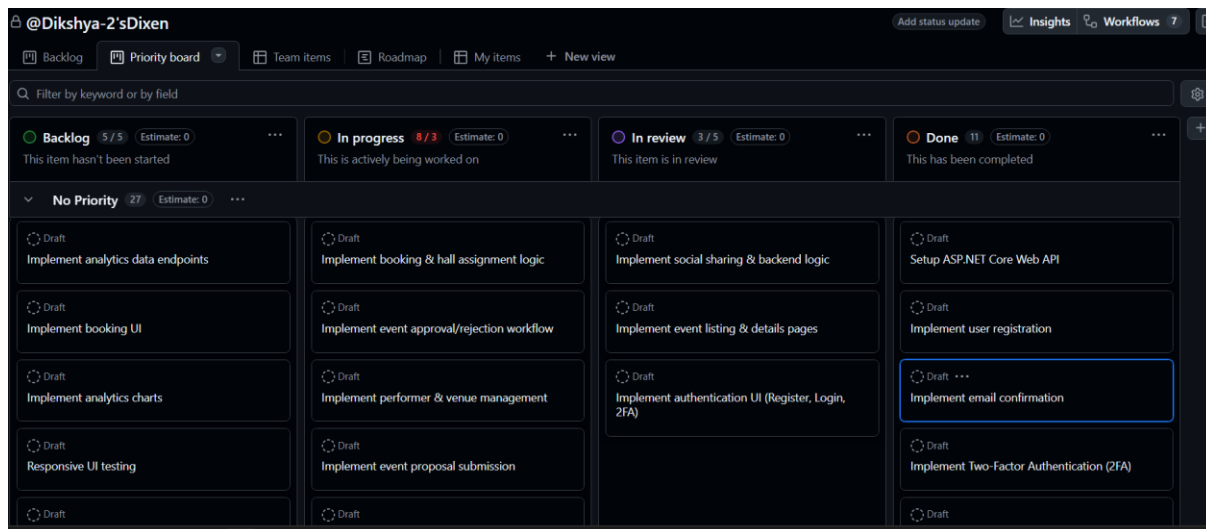 @Dikshya-2'sDixen
Add status update
Insights
Workflows 7
Backlog
Priority board
Team items
Roadmap
My items
+ New view
Filter by keyword or by field
Backlog 5 / 5 Estimate: 0 ...
This item hasn't been started
In progress 8 / 3 Estimate: 0 ...
This is actively being worked on
In review 3 / 5 Estimate: 0 ...
This item is in review
Done 11 Estimate: 0 ...
This has been completed
No Priority 27 Estimate: 0 ...
Draft
Implement analytics data endpoints
Draft
Implement booking UI
Draft
Implement analytics charts
Draft
Responsive UI testing
Draft
Draft
Implement booking & hall assignment logic
Draft
Implement event approval/rejection workflow
Draft
Implement performer & venue management
Draft
Implement event proposal submission
Draft
Draft
Implement social sharing & backend logic
Draft
Implement event listing & details pages
Draft
Implement authentication UI (Register, Login,
2FA)
Draft
Setup ASP.NET Core Web API
Draft
Implement user registration
Draft ...
Implement email confirmation
Draft
Implement Two-Factor Authentication (2FA)
Draft